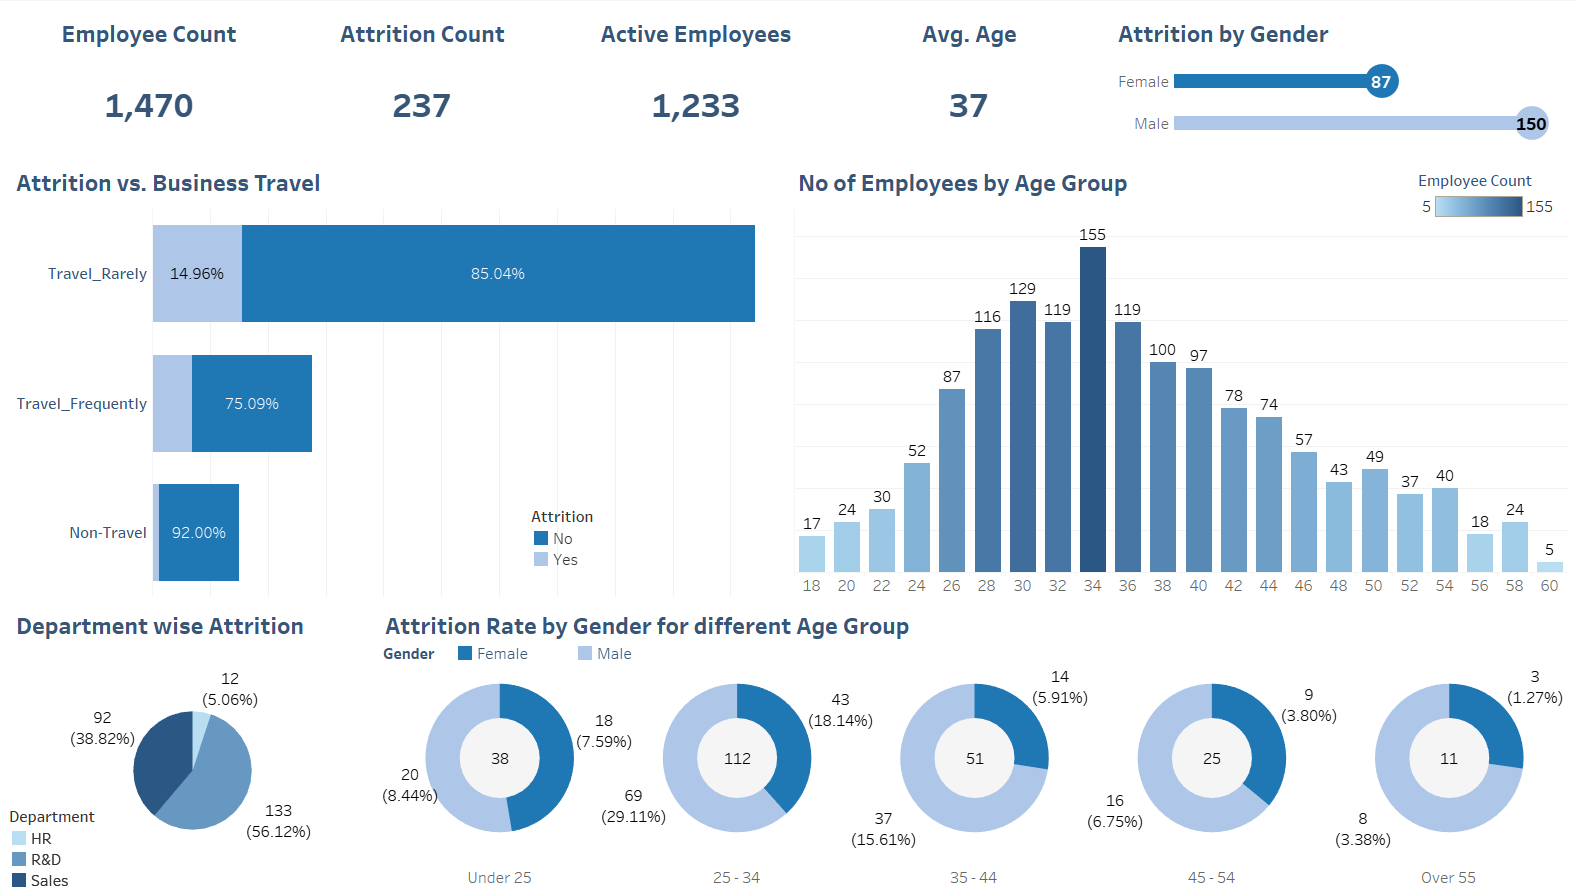 Employee Count
1,470
Attrition Count
237
Active Employees
1,233
Avg. Age
37
Attrition by Gender
Female 87
Male 150
Attrition vs. Business Travel
Travel_Rarely 14.96% 85.04%
Travel_Frequently 75.09%
Non-Travel 92.00%
Attrition
No
Yes
No of Employees by Age Group
Employee Count
5 155
17 24 30 52 87 116 129 119 155 119 100 97 78 74 57 43 49 37 40 18 24 5
18 20 22 24 26 28 30 32 34 36 38 40 42 44 46 48 50 52 54 56 58 60
Department wise Attrition
12
(5.06%)
92
(38.82%)
133
(56.12%)
Department
HR
R&D
Sales
Attrition Rate by Gender for different Age Group
Gender Female Male
18
(7.59%)
38
20
(8.44%)
Under 25
43
(18.14%)
112
69
(29.11%)
25 - 34
14
(5.91%)
51
37
(15.61%)
35 - 44
9
(3.80%)
25
16
(6.75%)
45 - 54
3
(1.27%)
11
8
(3.38%)
Over 55